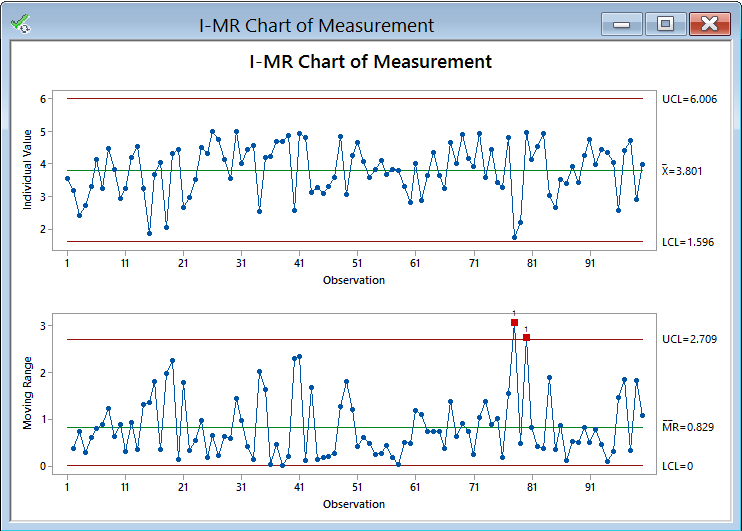 I-MR Chart of Measurement
I-MR Chart of Measurement
Individual Value
6
5
4
3
2
UCL=6.006
X̄=3.801
LCL=1.596
1 11 21 31 41 51 61 71 81 91
Observation
Moving Range
3
2
1
0
1
1
UCL=2.709
M̄R̄=0.829
LCL=0
1 11 21 31 41 51 61 71 81 91
Observation